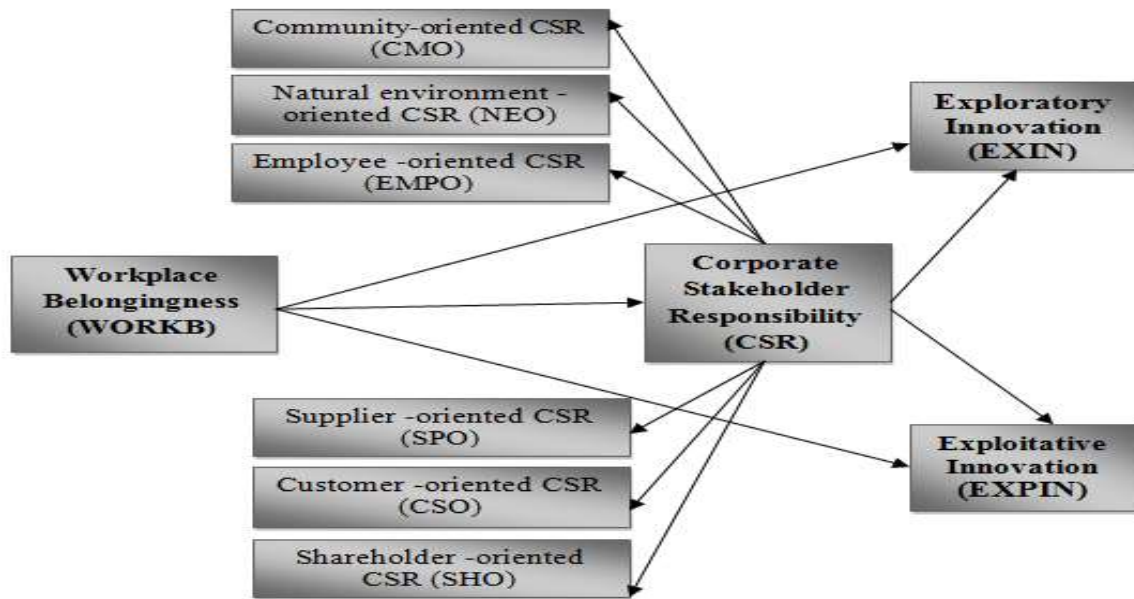 Community-oriented CSR
(CMO)
Natural environment -
oriented CSR (NEO)
Employee -oriented CSR
(EMPO)
Exploratory
Innovation
(EXIN)
Workplace
Belongingness
(WORKB)
Corporate
Stakeholder
Responsibility
(CSR)
Supplier -oriented CSR
(SPO)
Customer -oriented CSR
(CSO)
Shareholder -oriented
CSR (SHO)
Exploitative
Innovation
(EXPIN)